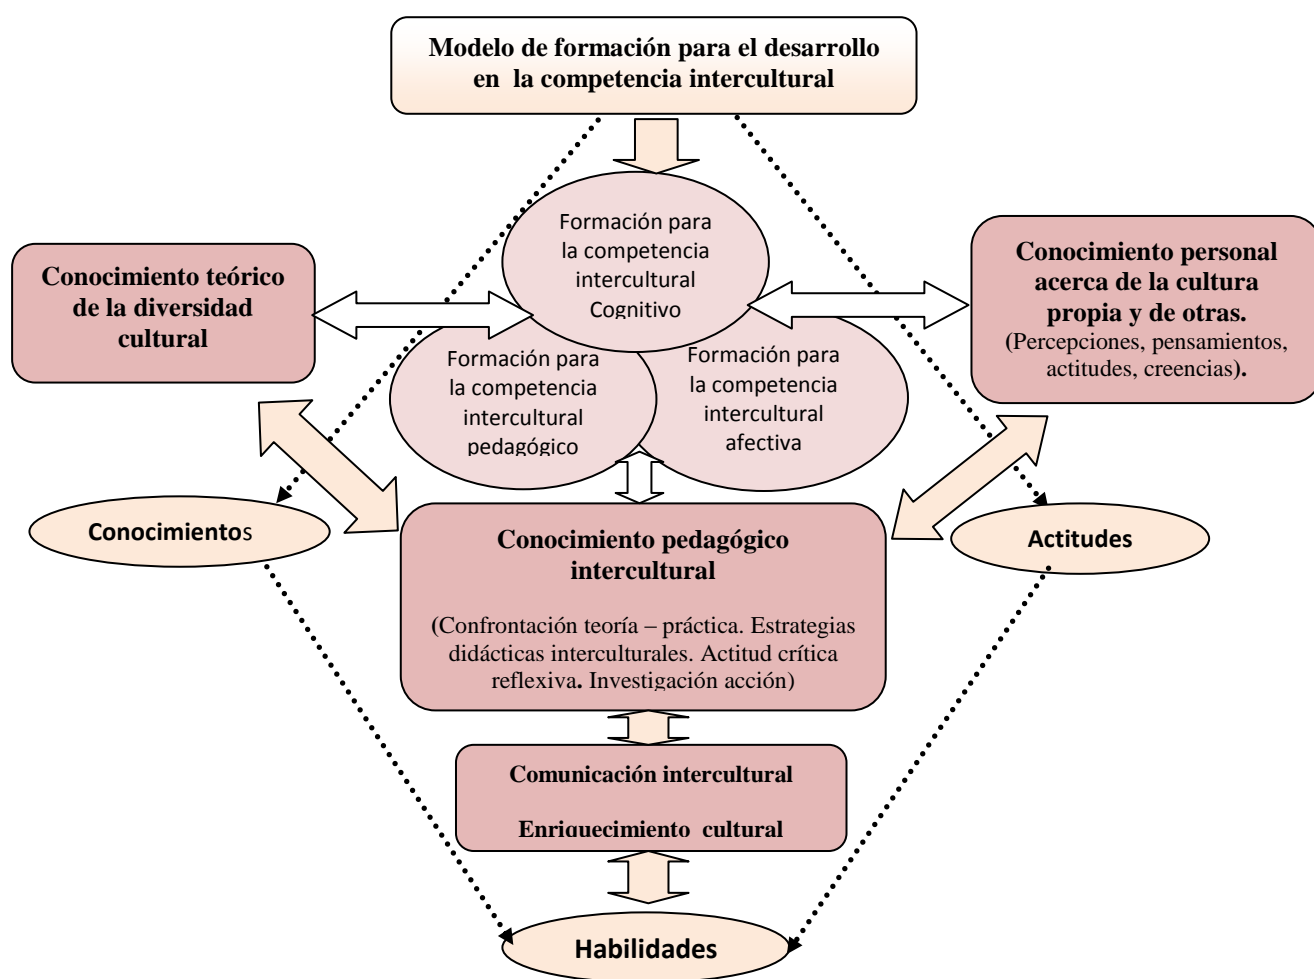 Modelo de formación para el desarrollo
en la competencia intercultural
Formación para
la competencia
intercultural
Cognitivo
Conocimiento teórico
de la diversidad
cultural
Conocimiento personal
acerca de la cultura
propia y de otras.
(Percepciones, pensamientos,
actitudes, creencias).
Formación para
la competencia
intercultural
pedagógico
Formación para
la competencia
intercultural
afectiva
Conocimientos
Conocimiento pedagógico
intercultural
(Confrontación teoría – práctica. Estrategias
didácticas interculturales. Actitud crítica
reflexiva. Investigación acción)
Actitudes
Comunicación intercultural
Enriquecimiento cultural
Habilidades